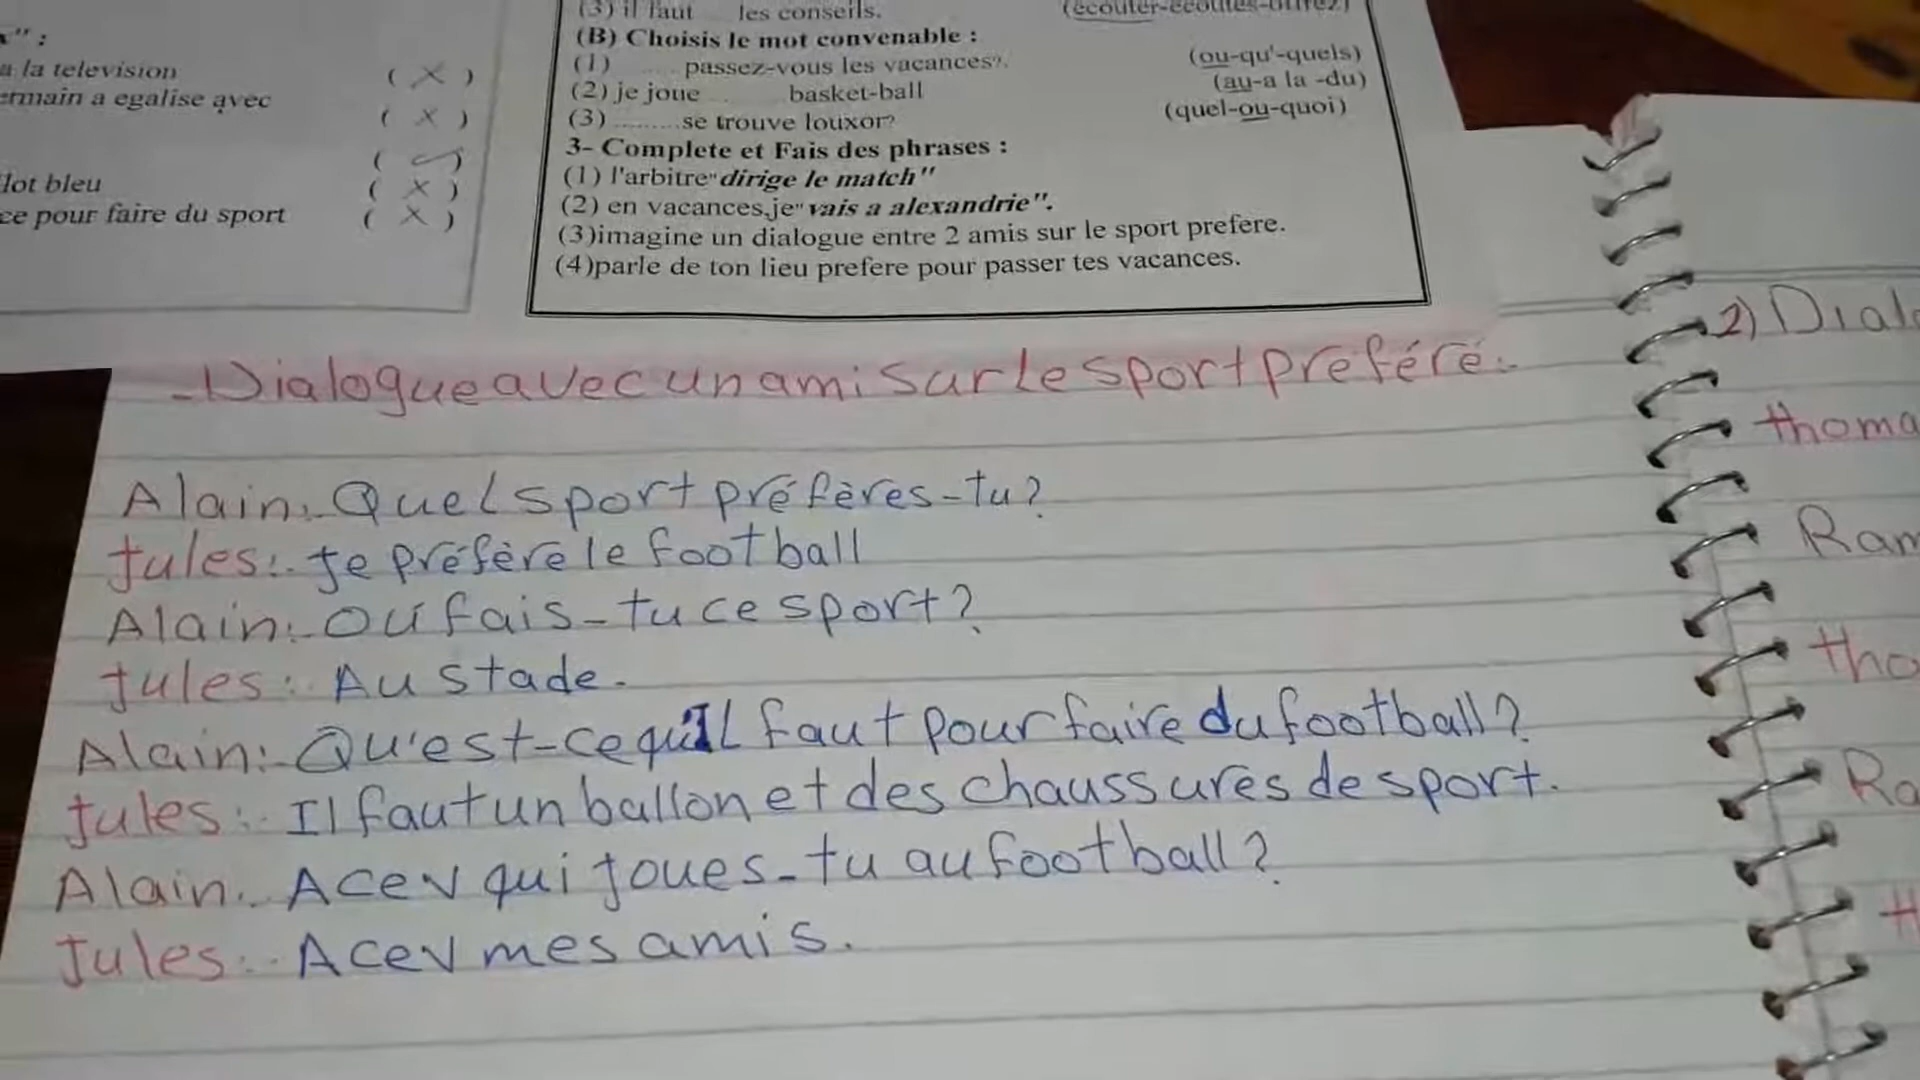 x" :
a la television ( X )
ermain a egalise avec ( X )
lot bleu ( X )
ce pour faire du sport ( X )
(3) il faut les conseils. (ecouter-ecoutes-
(B) Choisis le mot convenable :
(1) ...... passez-vous les vacances?. (ou-qu'-quels)
(2) je joue ...... basket-ball (au-a la -du)
(3) .........se trouve louxor? (quel-ou-quoi)
3- Complete et Fais des phrases :
(1) l'arbitre"dirige le match"
(2) en vacances,je"vais a alexandrie".
(3)imagine un dialogue entre 2 amis sur le sport prefere.
(4)parle de ton lieu prefere pour passer tes vacances.
- Dialogue avec un ami sur le sport préféré.
Alain: Quel sport préfères-tu?
Jules: Je préfère le football
Alain: Où fais-tu ce sport?
Jules: Au stade.
Alain: Qu'est-ce qu'il faut pour faire du football?
Jules: Il faut un ballon et des chaussures de sport.
Alain: Acev qui joues-tu au football?
Jules: Acev mes amis.
2) Dialo
thoma
Ram
tho
Ra